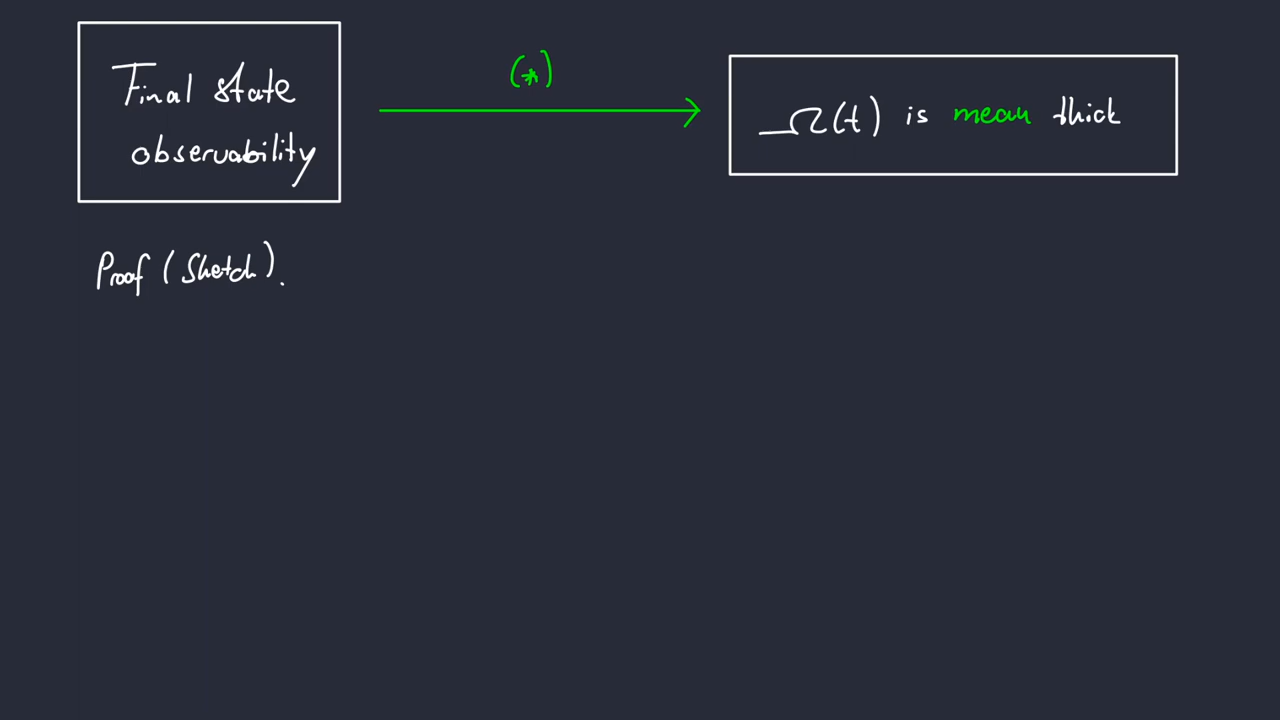 Final state
observability
(*)
Ω(t) is mean thick
Proof (Sketch).